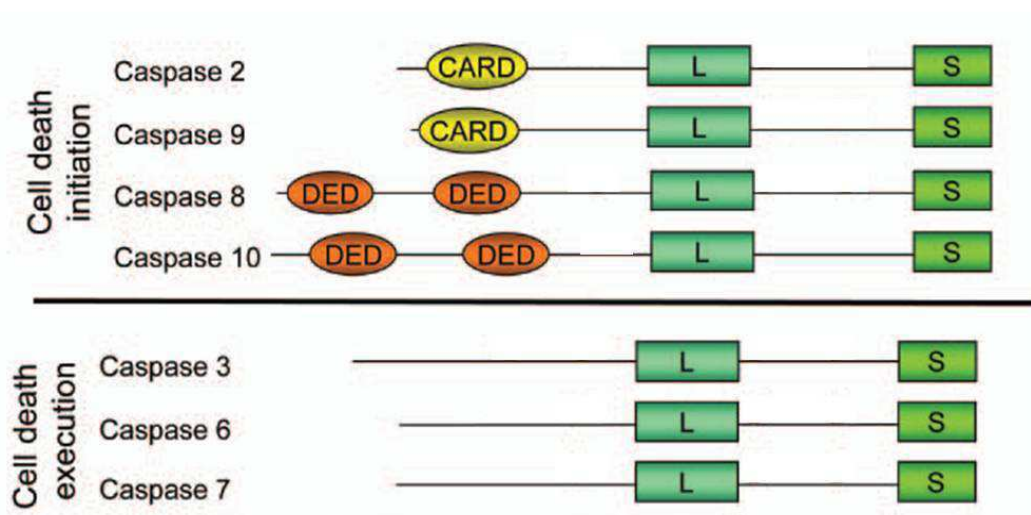 Cell death
initiation
Caspase 2 CARD L S
Caspase 9 CARD L S
Caspase 8 DED DED L S
Caspase 10 DED DED L S
Cell death
execution
Caspase 3 L S
Caspase 6 L S
Caspase 7 L S